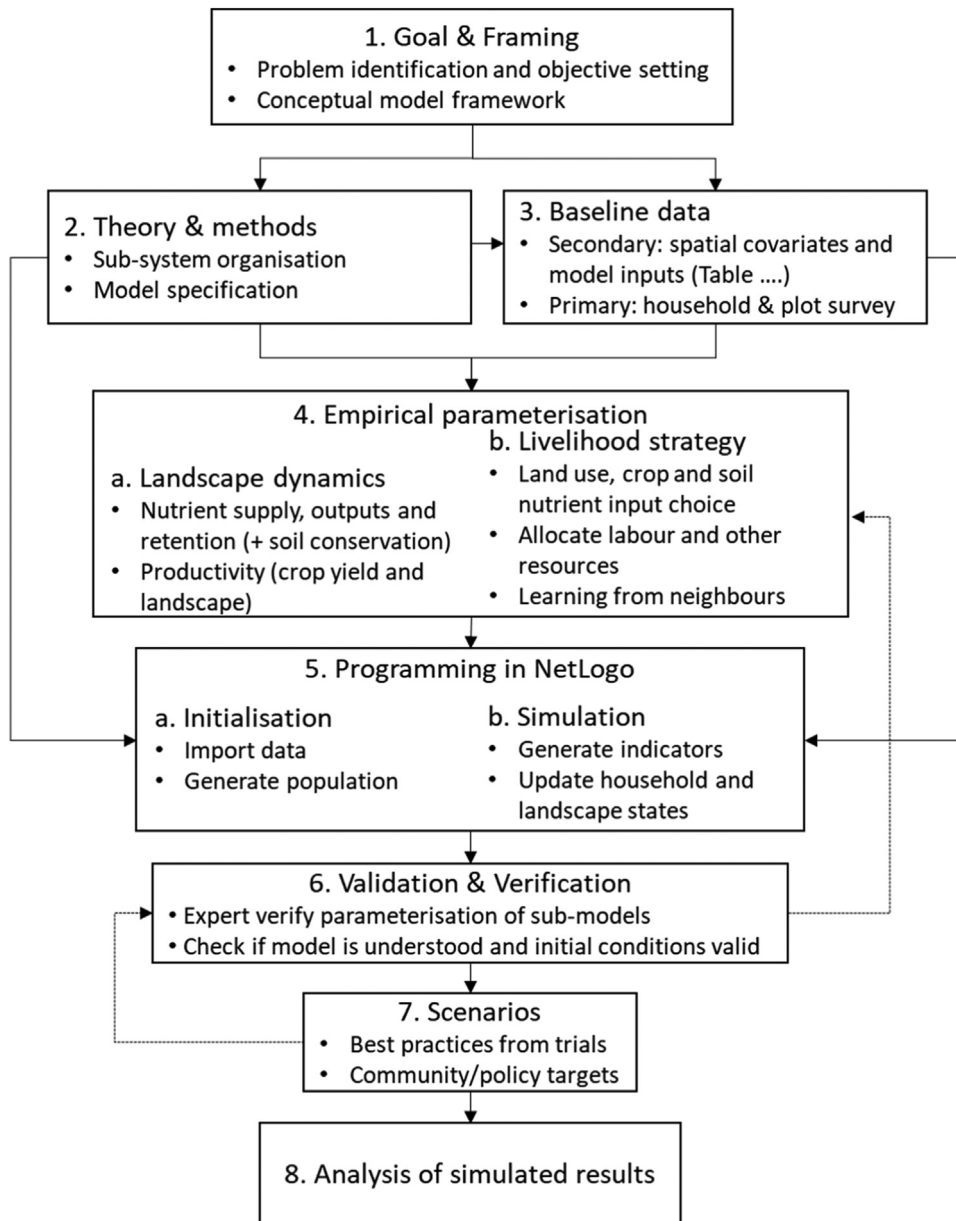 1. Goal & Framing
• Problem identification and objective setting
• Conceptual model framework
2. Theory & methods
• Sub-system organisation
• Model specification
3. Baseline data
• Secondary: spatial covariates and
model inputs (Table ....)
• Primary: household & plot survey
4. Empirical parameterisation
a. Landscape dynamics
• Nutrient supply, outputs and
retention (+ soil conservation)
• Productivity (crop yield and
landscape)
b. Livelihood strategy
• Land use, crop and soil
nutrient input choice
• Allocate labour and other
resources
• Learning from neighbours
5. Programming in NetLogo
a. Initialisation
• Import data
• Generate population
b. Simulation
• Generate indicators
• Update household and
landscape states
6. Validation & Verification
• Expert verify parameterisation of sub-models
• Check if model is understood and initial conditions valid
7. Scenarios
• Best practices from trials
• Community/policy targets
8. Analysis of simulated results